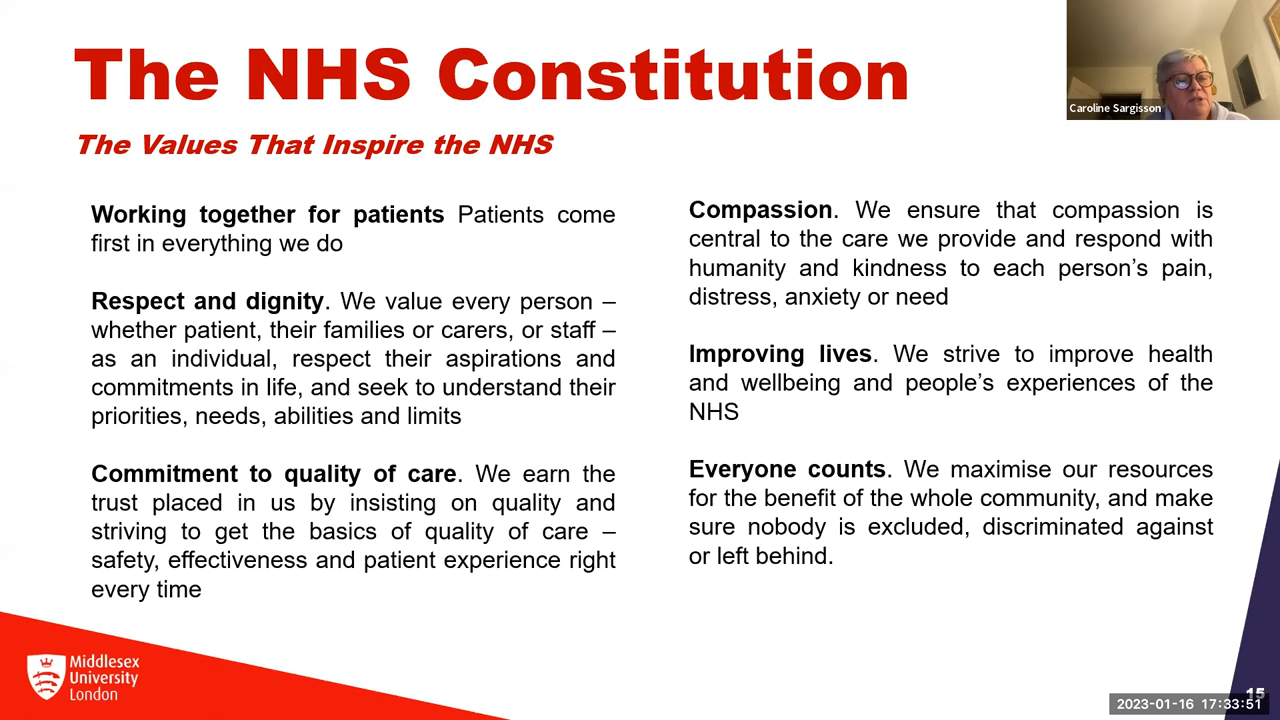 The NHS Constitution
The Values That Inspire the NHS
Working together for patients Patients come
first in everything we do
Respect and dignity. We value every person –
whether patient, their families or carers, or staff –
as an individual, respect their aspirations and
commitments in life, and seek to understand their
priorities, needs, abilities and limits
Commitment to quality of care. We earn the
trust placed in us by insisting on quality and
striving to get the basics of quality of care –
safety, effectiveness and patient experience right
every time
Compassion. We ensure that compassion is
central to the care we provide and respond with
humanity and kindness to each person’s pain,
distress, anxiety or need
Improving lives. We strive to improve health
and wellbeing and people’s experiences of the
NHS
Everyone counts. We maximise our resources
for the benefit of the whole community, and make
sure nobody is excluded, discriminated against
or left behind.
Caroline Sargisson
Middlesex
University
London
15
2023-01-16 17:33:51